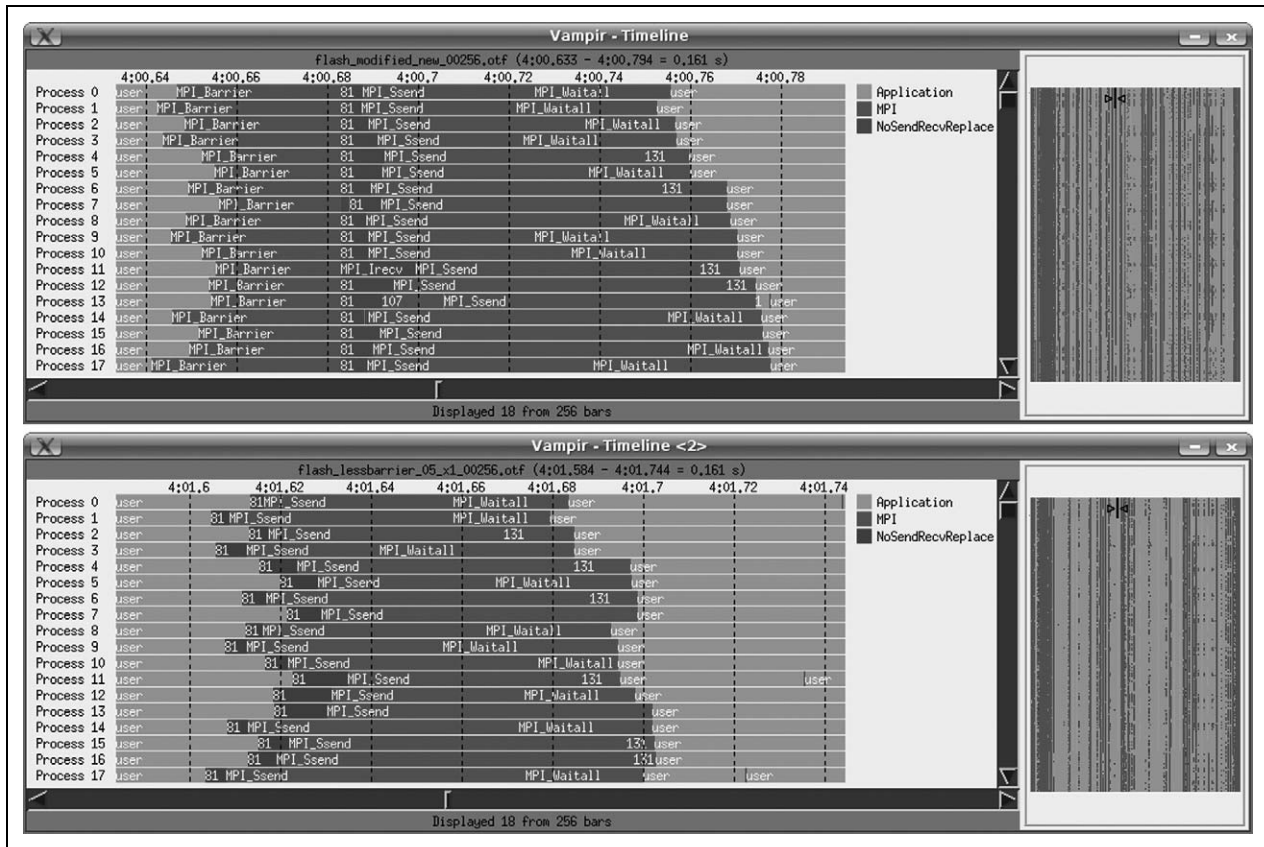 Vampir - Timeline
flash_modified_new_00256.otf (4:00.633 - 4:00.794 = 0.161 s)
4:00.64 4:00.66 4:00.68 4:00.7 4:00.72 4:00.74 4:00.76 4:00.78
Process 0 user MPI_Barrier 81 MPI_Ssend MPI_Waitall user
Process 1 user MPI_Barrier 81 MPI_Ssend MPI_Waitall user
Process 2 user MPI_Barrier 81 MPI_Ssend MPI_Waitall user
Process 3 user MPI_Barrier 81 MPI_Ssend MPI_Waitall user
Process 4 user MPI_Barrier 81 MPI_Ssend 131 user
Process 5 user MPI_Barrier 81 MPI_Ssend MPI_Waitall user
Process 6 user MPI_Barrier 81 MPI_Ssend 131 user
Process 7 user MPI_Barrier 81 MPI_Ssend user
Process 8 user MPI_Barrier 81 MPI_Ssend MPI_Waitall user
Process 9 user MPI_Barrier 81 MPI_Ssend MPI_Waitall user
Process 10 user MPI_Barrier 81 MPI_Ssend MPI_Waitall user
Process 11 user MPI_Barrier MPI_Irecv MPI_Ssend 131 user
Process 12 user MPI_Barrier 81 MPI_Ssend 131 user
Process 13 user MPI_Barrier 81 107 MPI_Ssend 1 user
Process 14 user MPI_Barrier 81 MPI_Ssend MPI_Waitall user
Process 15 user MPI_Barrier 81 MPI_Ssend user
Process 16 user MPI_Barrier 81 MPI_Ssend MPI_Waitall user
Process 17 user MPI_Barrier 81 MPI_Ssend MPI_Waitall user
Application
MPI
NoSendRecvReplace
Displayed 18 from 256 bars
Vampir - Timeline <2>
flash_lessbarrier_05_x1_00256.otf (4:01.584 - 4:01.744 = 0.161 s)
4:01.6 4:01.62 4:01.64 4:01.66 4:01.68 4:01.7 4:01.72 4:01.74
Process 0 user 81 MPI_Ssend MPI_Waitall user
Process 1 user 81 MPI_Ssend MPI_Waitall user
Process 2 user 81 MPI_Ssend 131 user
Process 3 user 81 MPI_Ssend MPI_Waitall user
Process 4 user 81 MPI_Ssend 131 user
Process 5 user 81 MPI_Ssend MPI_Waitall user
Process 6 user 81 MPI_Ssend 131 user
Process 7 user 81 MPI_Ssend user
Process 8 user 81 MPI_Ssend MPI_Waitall user
Process 9 user 81 MPI_Ssend MPI_Waitall user
Process 10 user 81 MPI_Ssend MPI_Waitall user
Process 11 user 81 MPI_Ssend 131 user user
Process 12 user 81 MPI_Ssend MPI_Waitall user
Process 13 user 81 MPI_Ssend user
Process 14 user 81 MPI_Ssend MPI_Waitall user
Process 15 user 81 MPI_Ssend 131 user
Process 16 user 81 MPI_Ssend 131 user
Process 17 user 81 MPI_Ssend MPI_Waitall user user
Application
MPI
NoSendRecvReplace
Displayed 18 from 256 bars